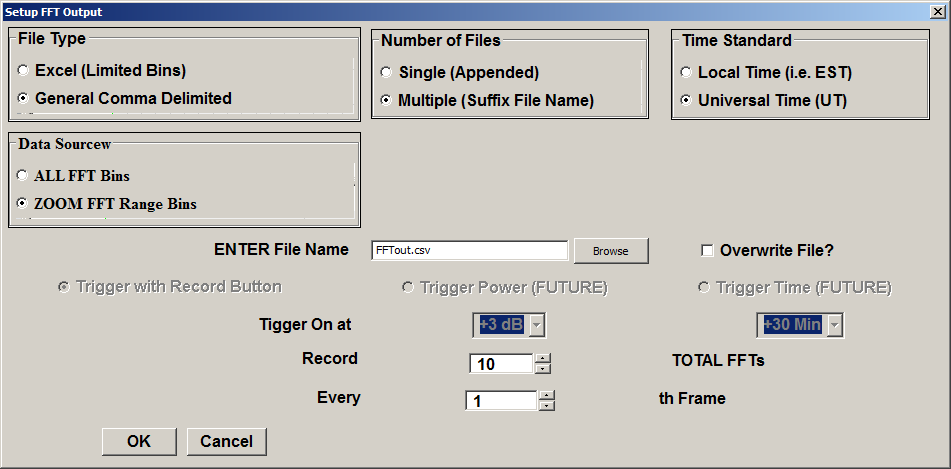 Setup FFT Output
File Type
Excel (Limited Bins)
General Comma Delimited
Number of Files
Single (Appended)
Multiple (Suffix File Name)
Time Standard
Local Time (i.e. EST)
Universal Time (UT)
Data Sourcew
ALL FFT Bins
ZOOM FFT Range Bins
ENTER File Name FFTout.csv Browse Overwrite File?
Trigger with Record Button Trigger Power (FUTURE) Trigger Time (FUTURE)
Tigger On at +3 dB +30 Min
Record 10 TOTAL FFTs
Every 1 th Frame
OK Cancel